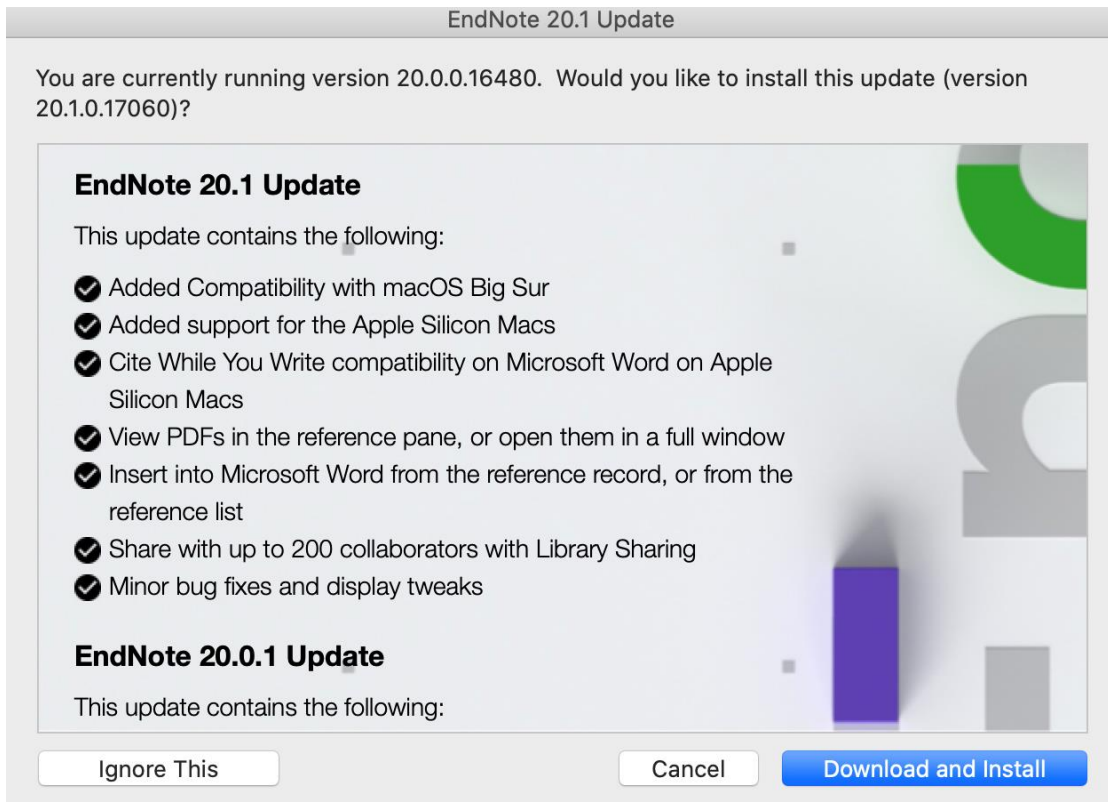 EndNote 20.1 Update
You are currently running version 20.0.0.16480.  Would you like to install this update (version
20.1.0.17060)?
EndNote 20.1 Update
This update contains the following:
Added Compatibility with macOS Big Sur
Added support for the Apple Silicon Macs
Cite While You Write compatibility on Microsoft Word on Apple
Silicon Macs
View PDFs in the reference pane, or open them in a full window
Insert into Microsoft Word from the reference record, or from the
reference list
Share with up to 200 collaborators with Library Sharing
Minor bug fixes and display tweaks
EndNote 20.0.1 Update
This update contains the following:
Ignore This
Cancel
Download and Install